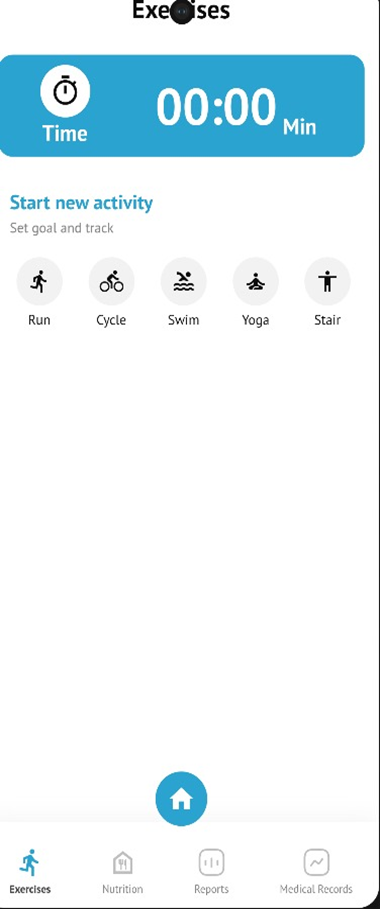 Exercises
Time
00:00 Min
Start new activity
Set goal and track
Run Cycle Swim Yoga Stair
Exercises Nutrition Reports Medical Records